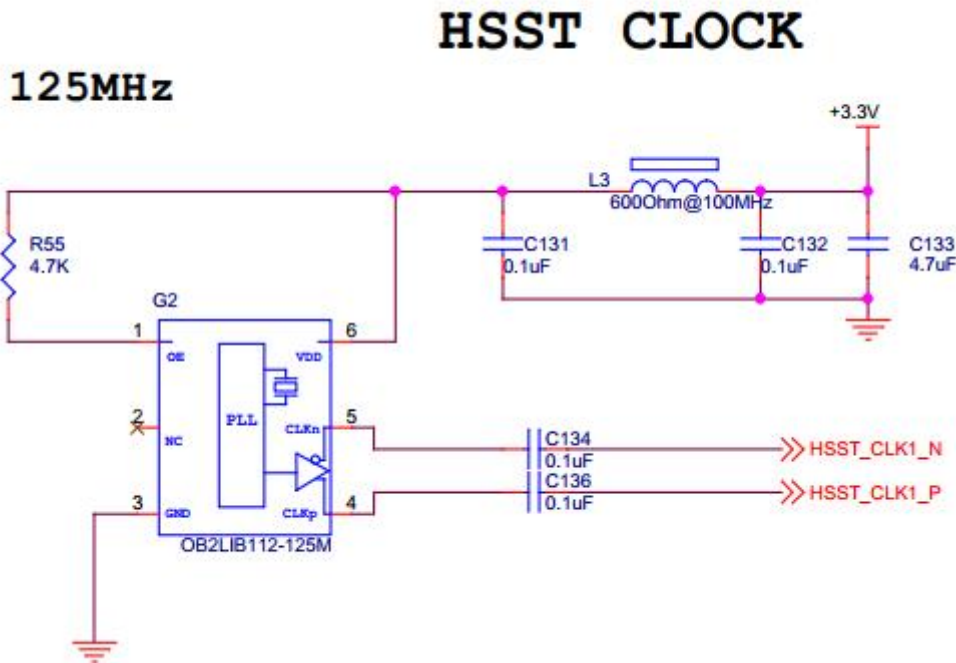 HSST CLOCK
125MHz
+3.3V
L3
600Ohm@100MHz
R55
4.7K
C131
0.1uF
C132
0.1uF
C133
4.7uF
G2
1
6
OE
VDD
2
5
NC
PLL
CLKn
C134
0.1uF
HSST_CLK1_N
3
4
GND
CLKp
C136
0.1uF
HSST_CLK1_P
OB2LIB112-125M